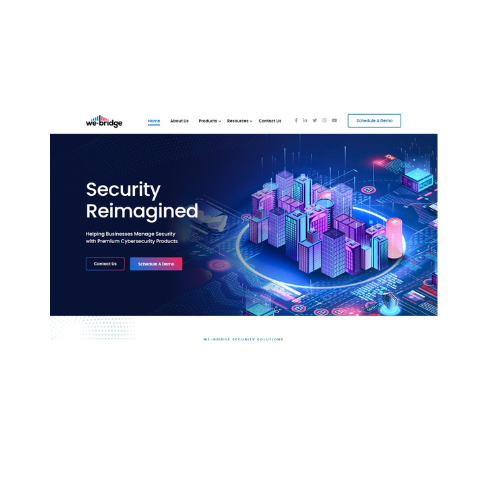 we-bridge
Home About Us Products Resources Contact Us
Schedule A Demo
Security
Reimagined
Helping Businesses Manage Security
with Premium Cybersecurity Products
Contact Us Schedule A Demo
WE-BRIDGE SECURITY SOLUTIONS